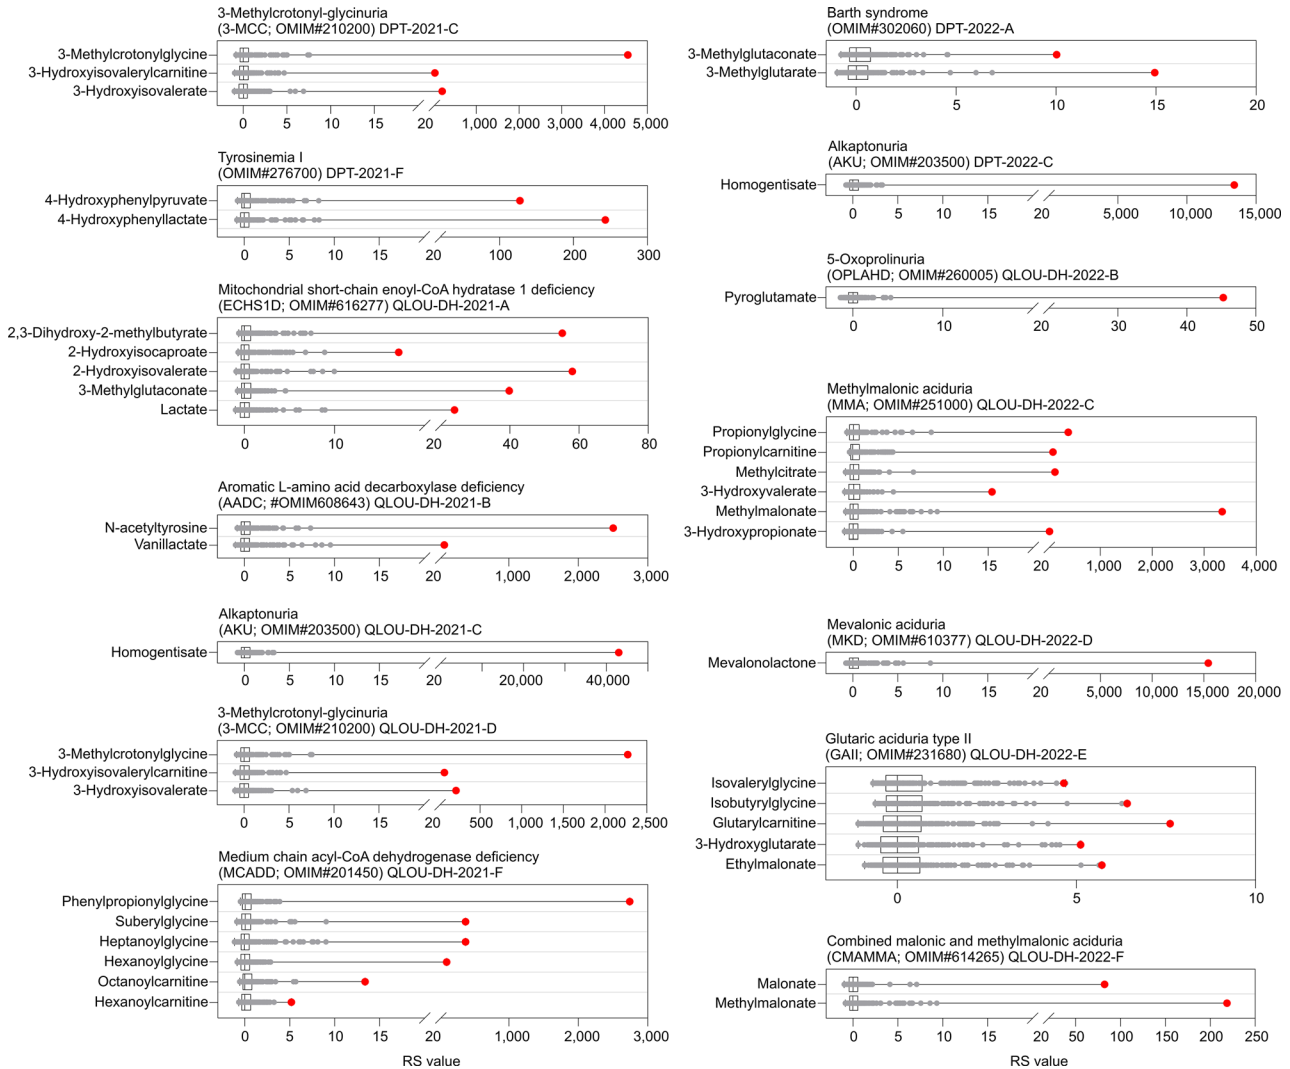 3-Methylcrotonyl-glycinuria
(3-MCC; OMIM#210200) DPT-2021-C
3-Methylcrotonylglycine
3-Hydroxyisovalerylcarnitine
3-Hydroxyisovalerate
0 5 10 15 20 1,000 2,000 3,000 4,000 5,000
Tyrosinemia I
(OMIM#276700) DPT-2021-F
4-Hydroxyphenylpyruvate
4-Hydroxyphenyllactate
0 5 10 15 20 100 200 300
Mitochondrial short-chain enoyl-CoA hydratase 1 deficiency
(ECHS1D; OMIM#616277) QLOU-DH-2021-A
2,3-Dihydroxy-2-methylbutyrate
2-Hydroxyisocaproate
2-Hydroxyisovalerate
3-Methylglutaconate
Lactate
0 10 20 40 60 80
Aromatic L-amino acid decarboxylase deficiency
(AADC; #OMIM608643) QLOU-DH-2021-B
N-acetyltyrosine
Vanillactate
0 5 10 15 20 1,000 2,000 3,000
Alkaptonuria
(AKU; OMIM#203500) QLOU-DH-2021-C
Homogentisate
0 5 10 15 20 20,000 40,000
3-Methylcrotonyl-glycinuria
(3-MCC; OMIM#210200) QLOU-DH-2021-D
3-Methylcrotonylglycine
3-Hydroxyisovalerylcarnitine
3-Hydroxyisovalerate
0 5 10 15 20 500 1,000 1,500 2,000 2,500
Medium chain acyl-CoA dehydrogenase deficiency
(MCADD; OMIM#201450) QLOU-DH-2021-F
Phenylpropionylglycine
Suberylglycine
Heptanoylglycine
Hexanoylglycine
Octanoylcarnitine
Hexanoylcarnitine
0 5 10 15 20 1,000 2,000 3,000
RS value
Barth syndrome
(OMIM#302060) DPT-2022-A
3-Methylglutaconate
3-Methylglutarate
0 5 10 15 20
Alkaptonuria
(AKU; OMIM#203500) DPT-2022-C
Homogentisate
0 5 10 15 20 5,000 10,000 15,000
5-Oxoprolinuria
(OPLAHD; OMIM#260005) QLOU-DH-2022-B
Pyroglutamate
0 10 20 30 40 50
Methylmalonic aciduria
(MMA; OMIM#251000) QLOU-DH-2022-C
Propionylglycine
Propionylcarnitine
Methylcitrate
3-Hydroxyvalerate
Methylmalonate
3-Hydroxypropionate
0 5 10 15 20 1,000 2,000 3,000 4,000
Mevalonic aciduria
(MKD; OMIM#610377) QLOU-DH-2022-D
Mevalonolactone
0 5 10 15 20 5,000 10,000 15,000 20,000
Glutaric aciduria type II
(GAII; OMIM#231680) QLOU-DH-2022-E
Isovalerylglycine
Isobutyrylglycine
Glutarylcarnitine
3-Hydroxyglutarate
Ethylmalonate
0 5 10
Combined malonic and methylmalonic aciduria
(CMAMMA; OMIM#614265) QLOU-DH-2022-F
Malonate
Methylmalonate
0 5 10 15 20 50 100 150 200 250
RS value